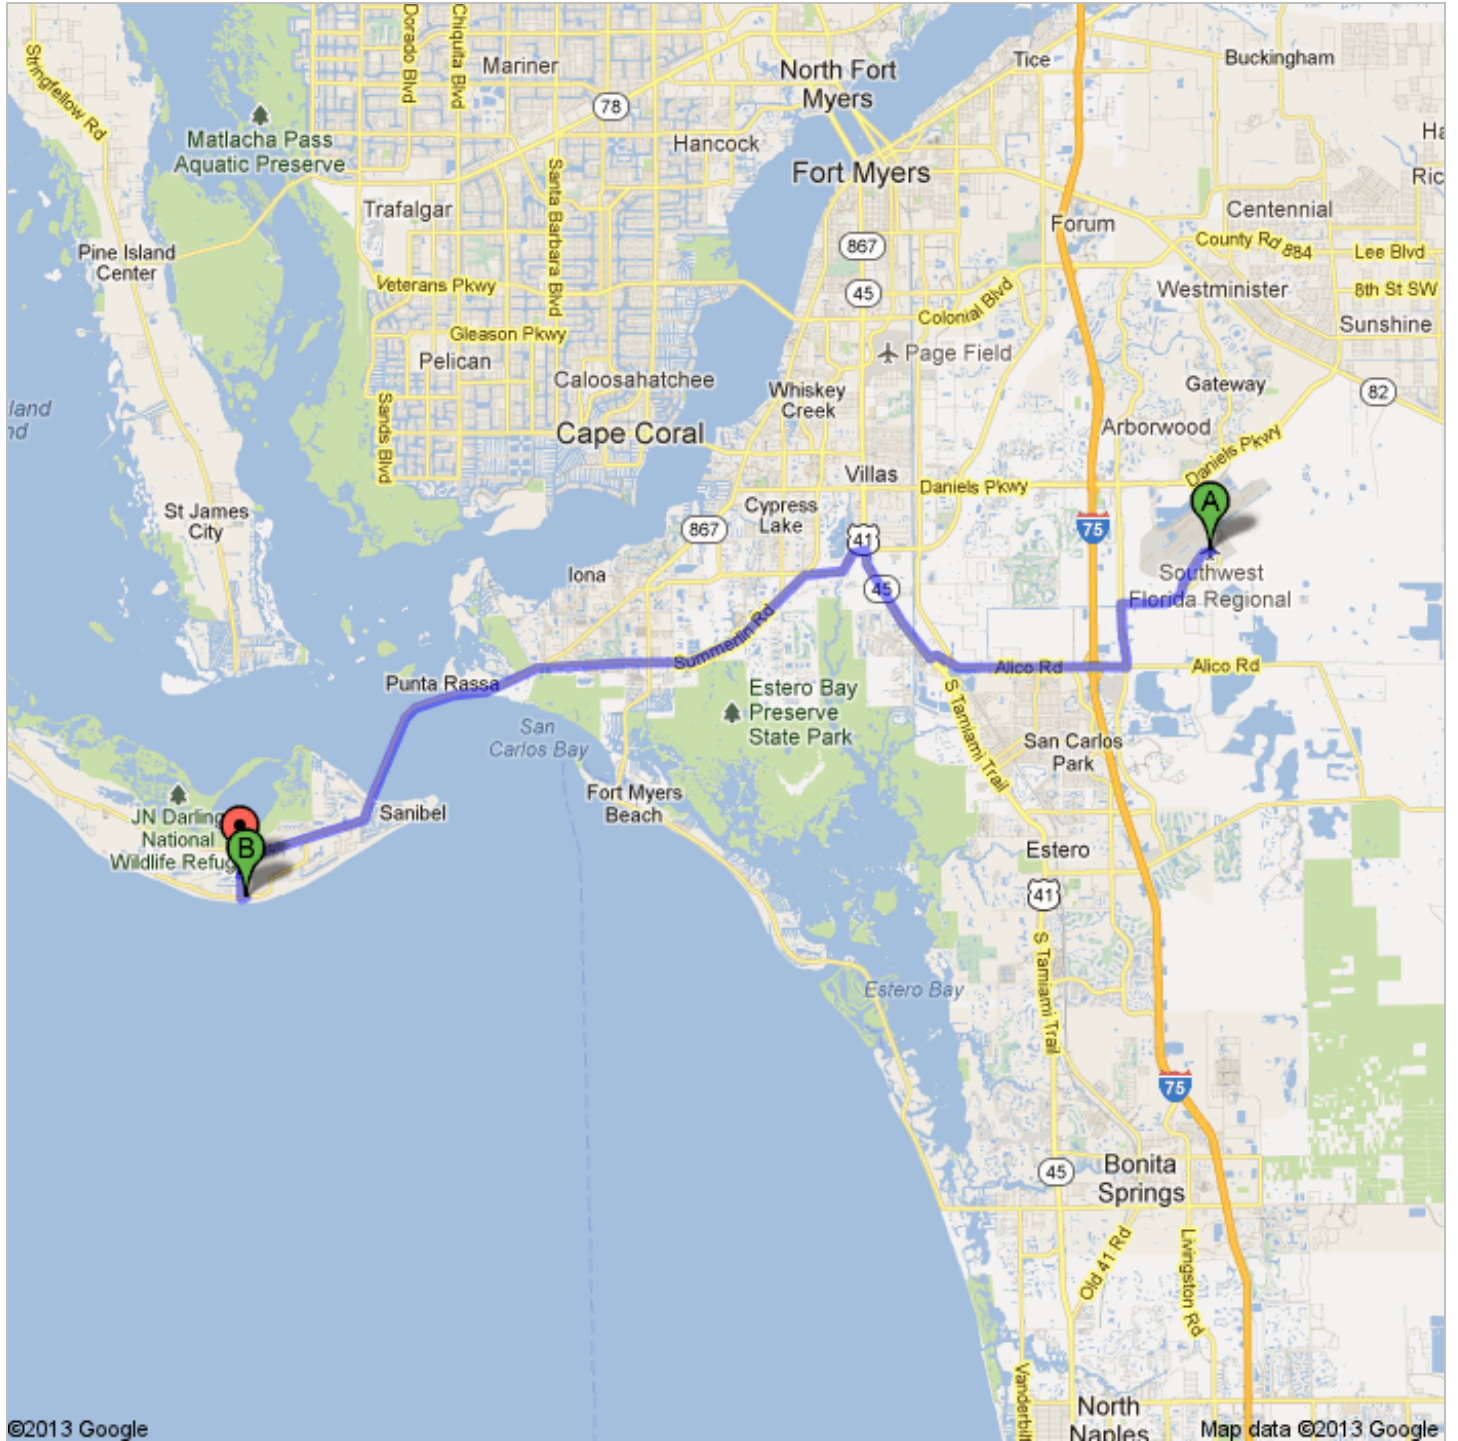 Stringfellow Rd
Dorado Blvd
Chiquita Blvd
Mariner
78
North Fort
Myers
Tice
Buckingham
Matlacha Pass
Aquatic Preserve
Hancock
Fort Myers
Santa Barbara Blvd
Trafalgar
Centennial
Forum
Pine Island
Center
867
County Rd 884
Lee Blvd
Veterans Pkwy
45
Colonial Blvd
Westminister
8th St SW
Gleason Pkwy
Sunshine
Pelican
Page Field
Caloosahatchee
Whiskey
Creek
Gateway
82
Sands Blvd
Cape Coral
Arborwood
Daniels Pkwy
Villas
Daniels Pkwy
A
St James
City
Cypress
Lake
867
41
75
Iona
45
Southwest
Florida Regional
Summerlin Rd
Alico Rd
Alico Rd
Punta Rassa
Estero Bay
Preserve
State Park
S Tamiami Trail
San
Carlos Bay
San Carlos
Park
Fort Myers
Beach
Sanibel
JN Darling
National
Wildlife Refug
B
Estero
41
S Tamiami Trail
Estero Bay
75
45
Bonita
Springs
Old 41 Rd
Livingston Rd
North
Naples
©2013 Google
Map data ©2013 Google